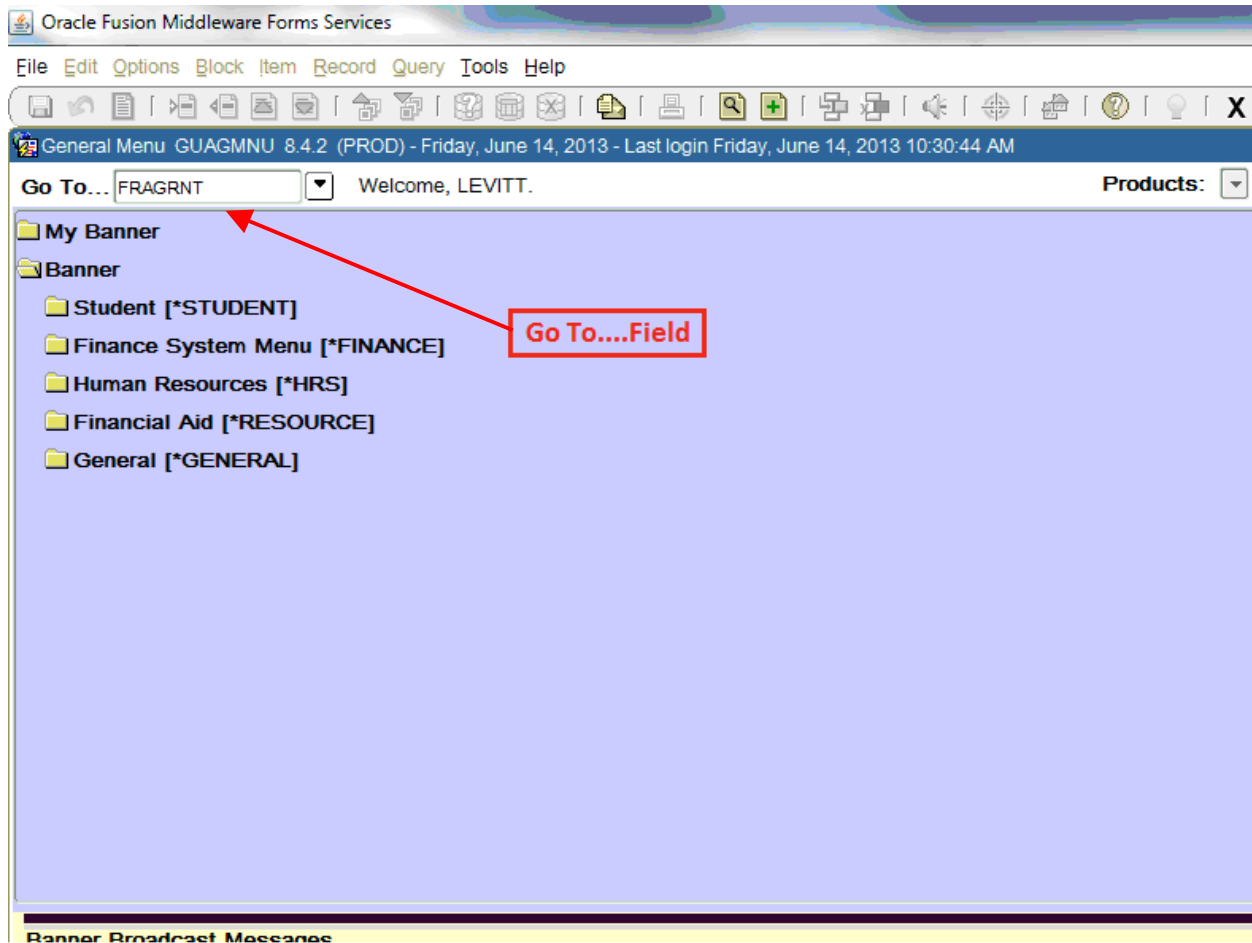 Oracle Fusion Middleware Forms Services
File Edit Options Block Item Record Query Tools Help
X
General Menu GUAGMNU 8.4.2 (PROD) - Friday, June 14, 2013 - Last login Friday, June 14, 2013 10:30:44 AM
Go To... FRAGRNT Welcome, LEVITT. Products:
My Banner
Banner
Student [*STUDENT]
Go To....Field
Finance System Menu [*FINANCE]
Human Resources [*HRS]
Financial Aid [*RESOURCE]
General [*GENERAL]
Banner Broadcast Messages